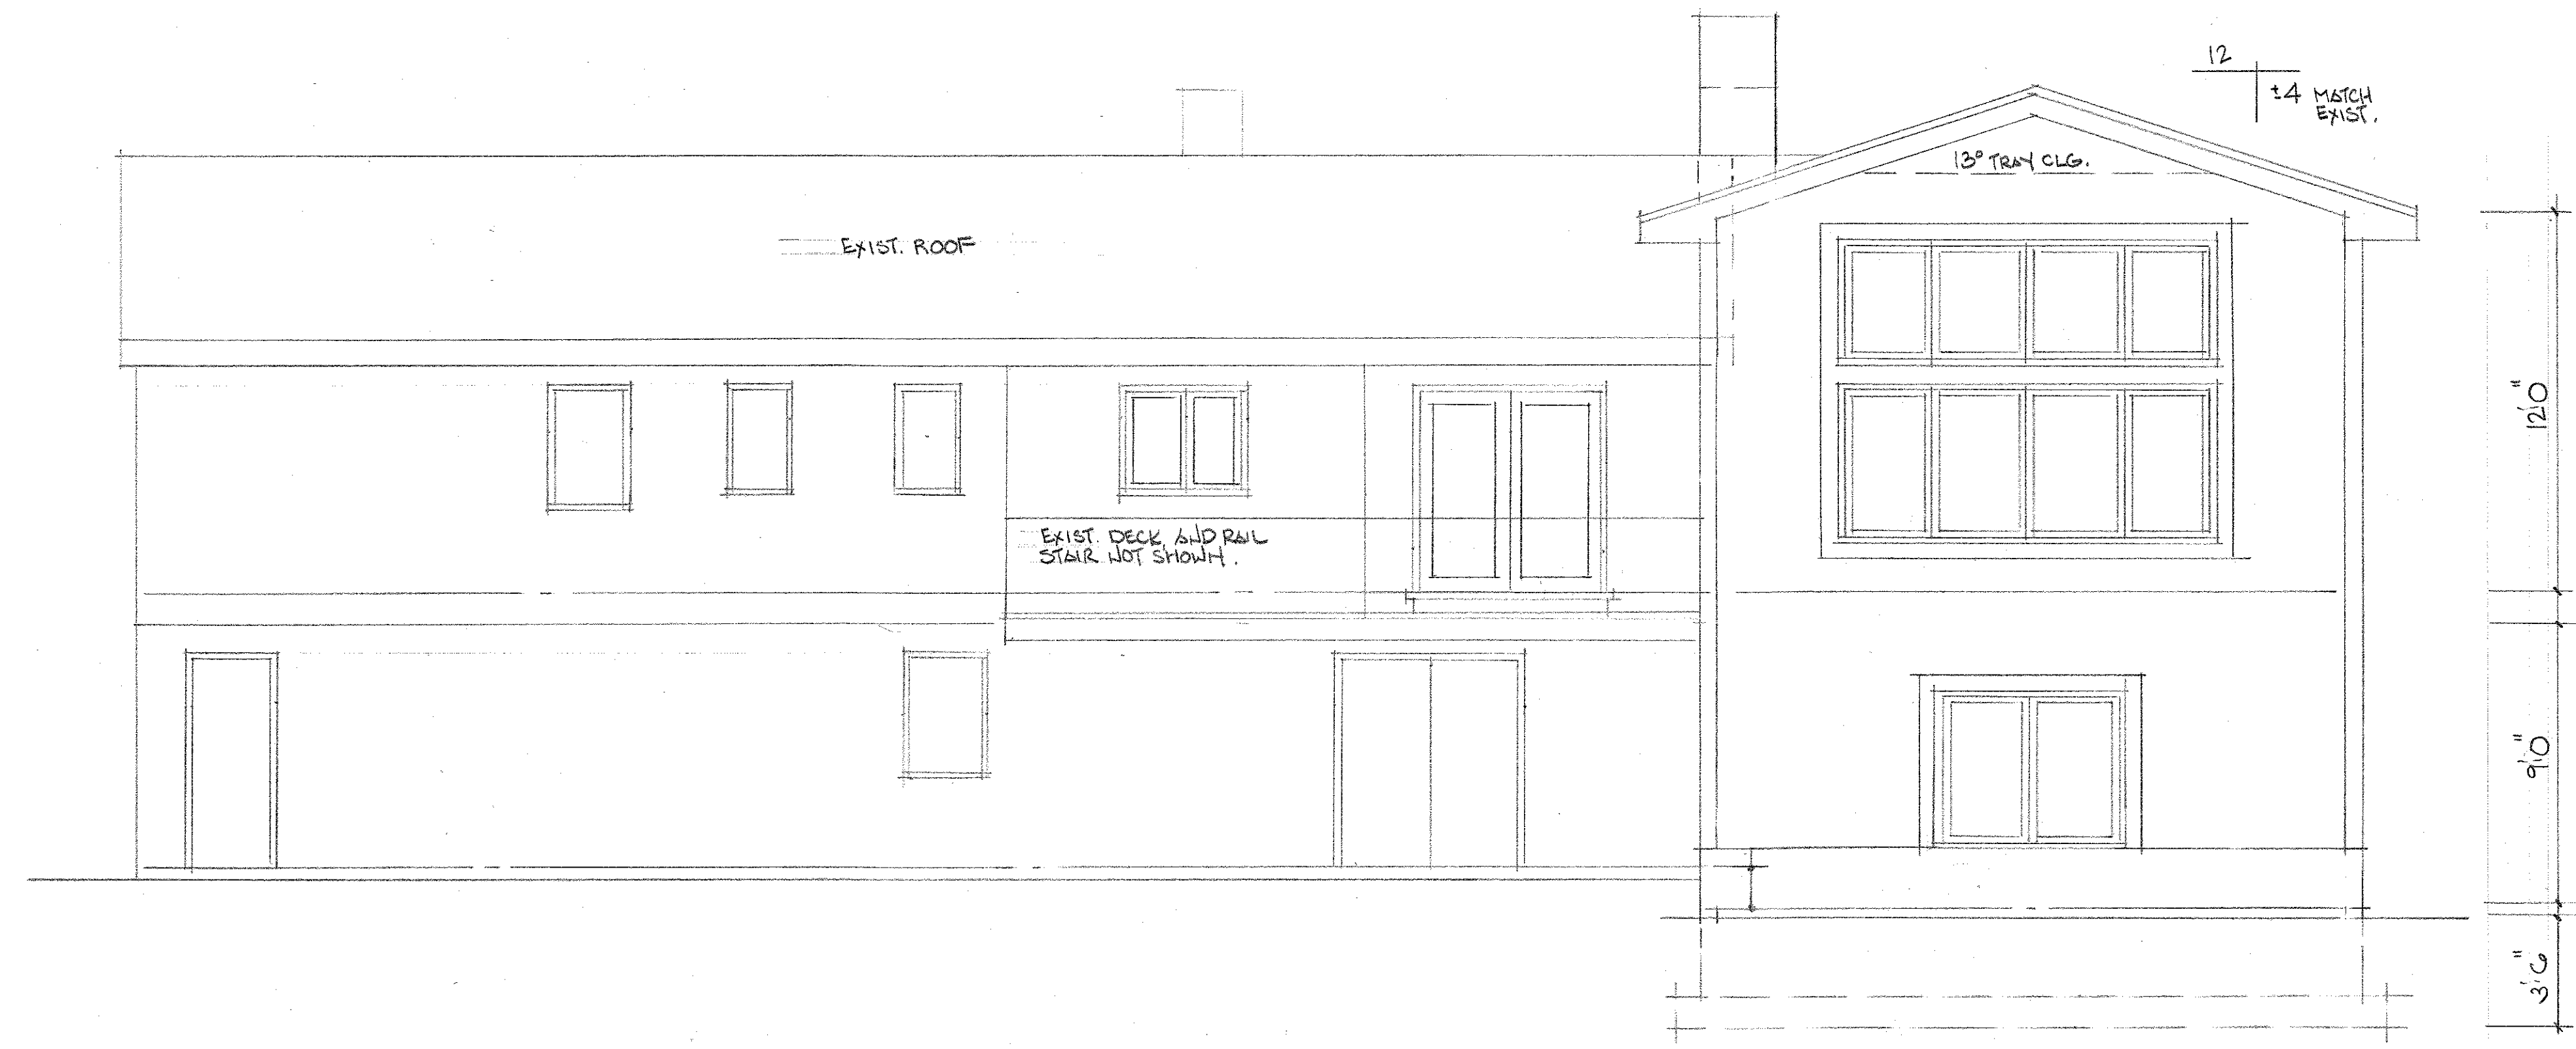 12
±4 MATCH
EXIST.
13° TRAY CLG.
EXIST. ROOF
12'0"
EXIST. DECK AND RAIL
STAIR NOT SHOWN.
9'0"
3'6"